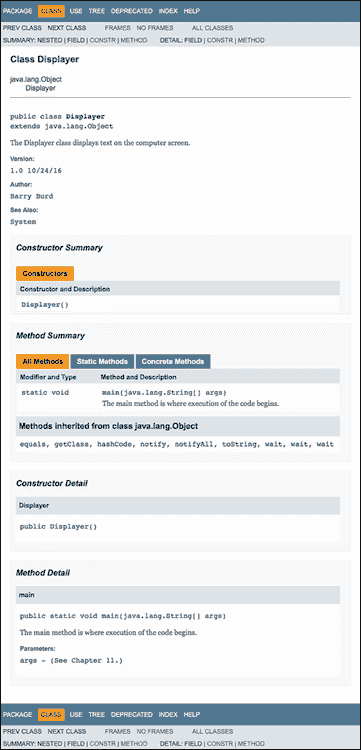 PACKAGE CLASS USE TREE DEPRECATED INDEX HELP
PREV CLASS NEXT CLASS FRAMES NO FRAMES ALL CLASSES
SUMMARY: NESTED | FIELD | CONSTR | METHOD DETAIL: FIELD | CONSTR | METHOD
Class Displayer
java.lang.Object
Displayer
public class Displayer
extends java.lang.Object
The Displayer class displays text on the computer screen.
Version:
1.0 10/24/16
Author:
Barry Burd
See Also:
System
Constructor Summary
Constructors
Constructor and Description
Displayer()
Method Summary
All Methods Static Methods Concrete Methods
Modifier and Type Method and Description
static void main(java.lang.String[] args)
The main method is where execution of the code begins.
Methods inherited from class java.lang.Object
equals, getClass, hashCode, notify, notifyAll, toString, wait, wait, wait
Constructor Detail
Displayer
public Displayer()
Method Detail
main
public static void main(java.lang.String[] args)
The main method is where execution of the code begins.
Parameters:
args - (See Chapter 11.)
PACKAGE CLASS USE TREE DEPRECATED INDEX HELP
PREV CLASS NEXT CLASS FRAMES NO FRAMES ALL CLASSES
SUMMARY: NESTED | FIELD | CONSTR | METHOD DETAIL: FIELD | CONSTR | METHOD